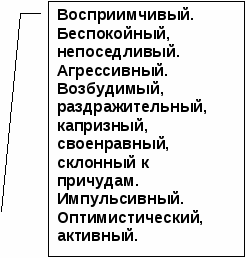 Восприимчивый.
Беспокойный,
непоседливый.
Агрессивный.
Возбудимый,
раздражительный,
капризный,
своенравный,
склонный к
причудам.
Импульсивный.
Оптимистический,
активный.